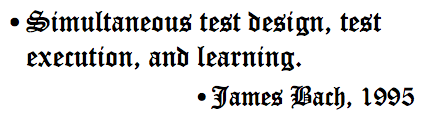 • Simultaneous test design, test
execution, and learning.
• James Bach, 1995